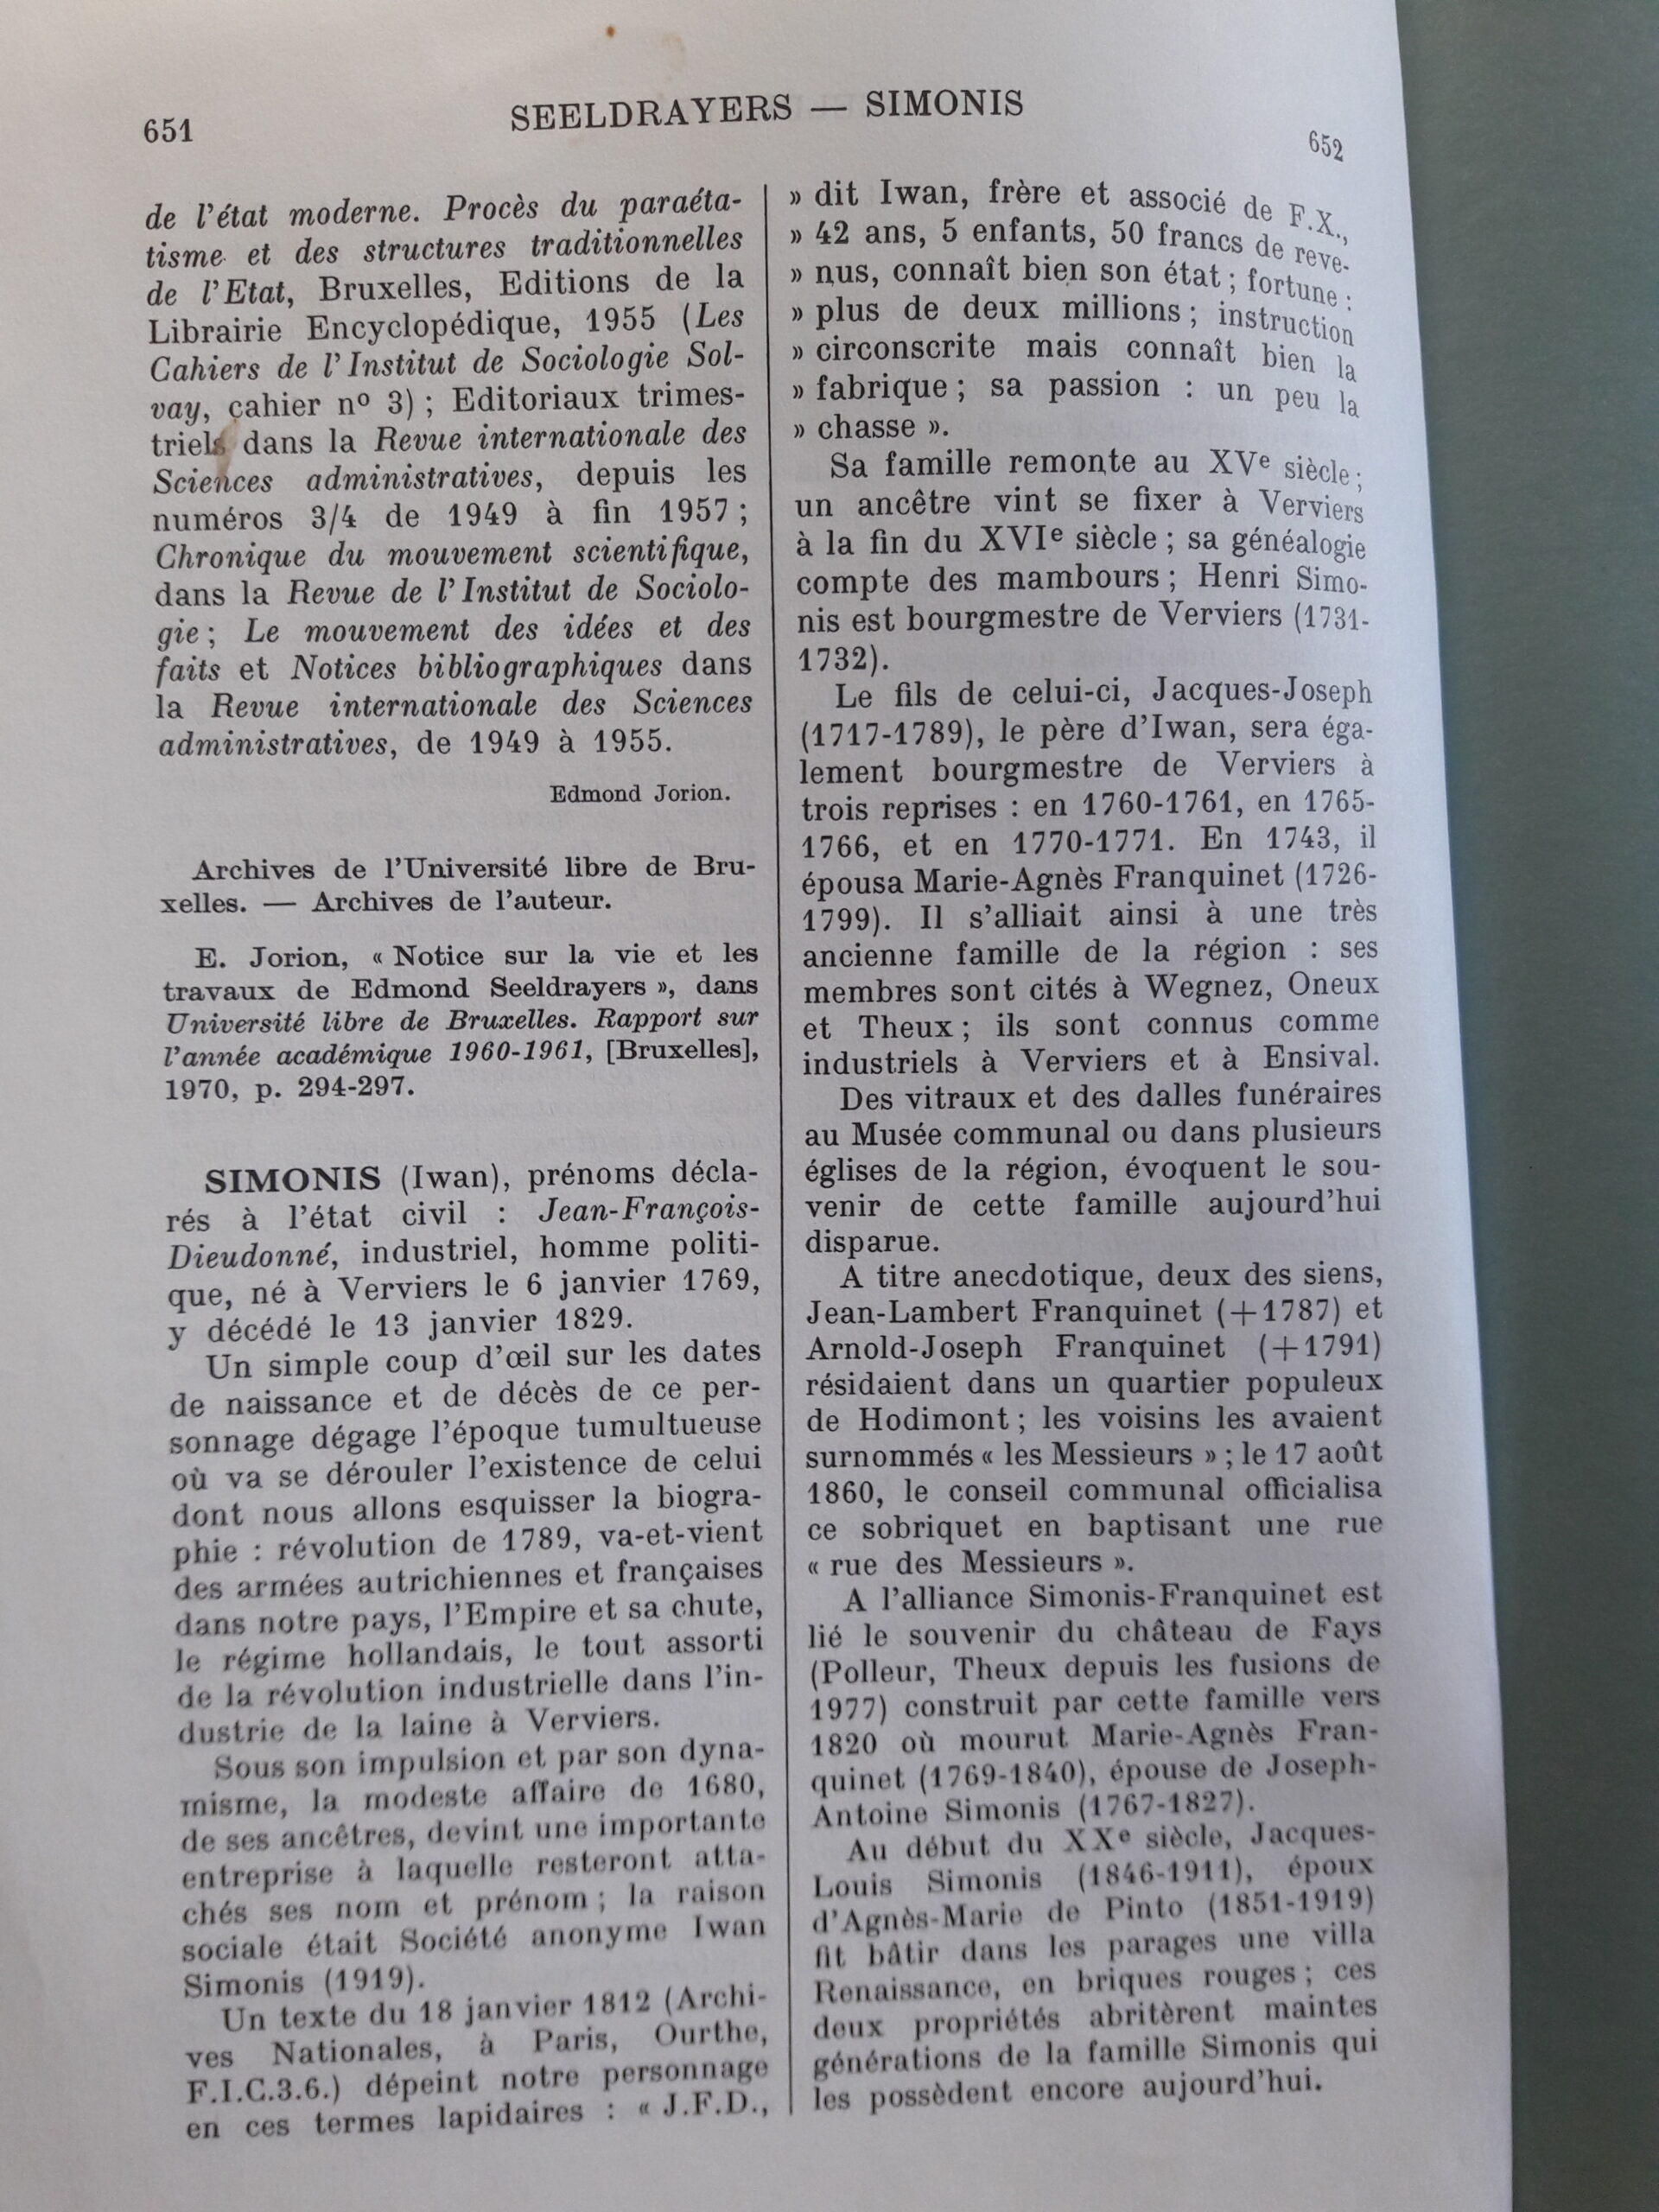 651
SEELDRAYERS — SIMONIS
652
de l'état moderne. Procès du paraéta-
tisme et des structures traditionnelles
de l'Etat, Bruxelles, Editions de la
Librairie Encyclopédique, 1955 (Les
Cahiers de l'Institut de Sociologie Sol-
vay, cahier nº 3) ; Editoriaux trimes-
triels dans la Revue internationale des
Sciences administratives, depuis les
numéros 3/4 de 1949 à fin 1957 ;
Chronique du mouvement scientifique,
dans la Revue de l'Institut de Sociolo-
gie ; Le mouvement des idées et des
faits et Notices bibliographiques dans
la Revue internationale des Sciences
administratives, de 1949 à 1955.
Edmond Jorion.
Archives de l'Université libre de Bru-
xelles. — Archives de l'auteur.
E. Jorion, « Notice sur la vie et les
travaux de Edmond Seeldrayers », dans
Université libre de Bruxelles. Rapport sur
l'année académique 1960-1961, [Bruxelles],
1970, p. 294-297.
SIMONIS (Iwan), prénoms décla-
rés à l'état civil : Jean-François-
Dieudonné, industriel, homme politi-
que, né à Verviers le 6 janvier 1769,
y décédé le 13 janvier 1829.
Un simple coup d'œil sur les dates
de naissance et de décès de ce per-
sonnage dégage l'époque tumultueuse
où va se dérouler l'existence de celui
dont nous allons esquisser la biogra-
phie : révolution de 1789, va-et-vient
des armées autrichiennes et françaises
dans notre pays, l'Empire et sa chute,
le régime hollandais, le tout assorti
de la révolution industrielle dans l'in-
dustrie de la laine à Verviers.
Sous son impulsion et par son dyna-
misme, la modeste affaire de 1680,
de ses ancêtres, devint une importante
entreprise à laquelle resteront atta-
chés ses nom et prénom ; la raison
sociale était Société anonyme Iwan
Simonis (1919).
Un texte du 18 janvier 1812 (Archi-
ves Nationales, à Paris, Ourthe,
F.I.C.3.6.) dépeint notre personnage
en ces termes lapidaires : « J.F.D.,
» dit Iwan, frère et associé de F.X.,
» 42 ans, 5 enfants, 50 francs de reve-
» nus, connaît bien son état ; fortune :
» plus de deux millions ; instruction
» circonscrite mais connaît bien la
» fabrique ; sa passion : un peu la
» chasse ».
Sa famille remonte au XVe siècle ;
un ancêtre vint se fixer à Verviers
à la fin du XVIe siècle ; sa généalogie
compte des mambours ; Henri Simo-
nis est bourgmestre de Verviers (1731-
1732).
Le fils de celui-ci, Jacques-Joseph
(1717-1789), le père d'Iwan, sera éga-
lement bourgmestre de Verviers à
trois reprises : en 1760-1761, en 1765-
1766, et en 1770-1771. En 1743, il
épousa Marie-Agnès Franquinet (1726-
1799). Il s'alliait ainsi à une très
ancienne famille de la région : ses
membres sont cités à Wegnez, Oneux
et Theux ; ils sont connus comme
industriels à Verviers et à Ensival.
Des vitraux et des dalles funéraires
au Musée communal ou dans plusieurs
églises de la région, évoquent le sou-
venir de cette famille aujourd'hui
disparue.
A titre anecdotique, deux des siens,
Jean-Lambert Franquinet (+1787) et
Arnold-Joseph Franquinet (+1791)
résidaient dans un quartier populeux
de Hodimont ; les voisins les avaient
surnommés « les Messieurs » ; le 17 août
1860, le conseil communal officialisa
ce sobriquet en baptisant une rue
« rue des Messieurs ».
A l'alliance Simonis-Franquinet est
lié le souvenir du château de Fays
(Polleur, Theux depuis les fusions de
1977) construit par cette famille vers
1820 où mourut Marie-Agnès Fran-
quinet (1769-1840), épouse de Joseph-
Antoine Simonis (1767-1827).
Au début du XXe siècle, Jacques-
Louis Simonis (1846-1911), époux
d'Agnès-Marie de Pinto (1851-1919)
fit bâtir dans les parages une villa
Renaissance, en briques rouges ; ces
deux propriétés abritèrent maintes
générations de la famille Simonis qui
les possèdent encore aujourd'hui.